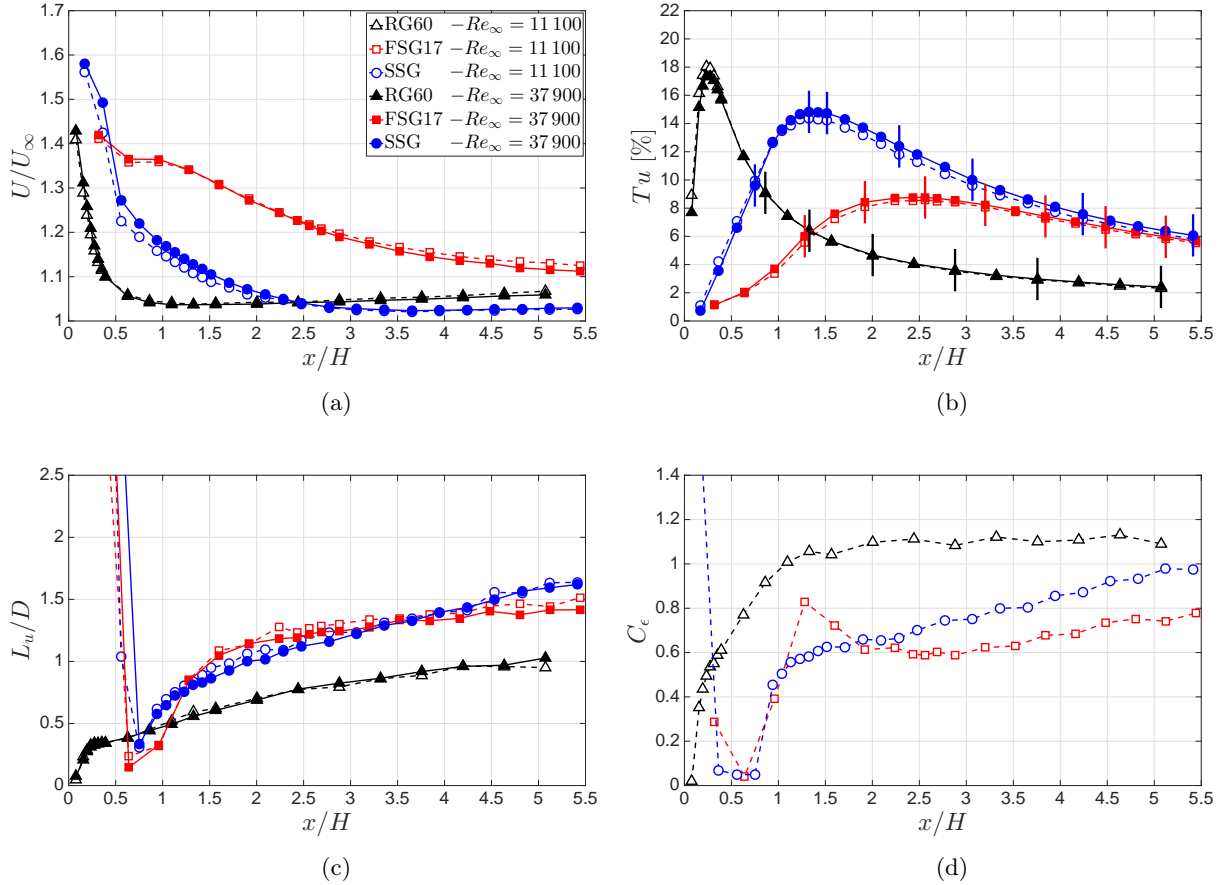 1.7
1.6
1.5
1.4
1.3
1.2
1.1
1
U/U∞
0 0.5 1 1.5 2 2.5 3 3.5 4 4.5 5 5.5
x/H
RG60 −Re∞ = 11 100
FSG17 −Re∞ = 11 100
SSG −Re∞ = 11 100
RG60 −Re∞ = 37 900
FSG17 −Re∞ = 37 900
SSG −Re∞ = 37 900
(a)
22
20
18
16
14
12
10
8
6
4
2
0
Tu [%]
0 0.5 1 1.5 2 2.5 3 3.5 4 4.5 5 5.5
x/H
(b)
2.5
2
1.5
1
0.5
0
Lu/D
0 0.5 1 1.5 2 2.5 3 3.5 4 4.5 5 5.5
x/H
(c)
1.4
1.2
1
0.8
0.6
0.4
0.2
0
Cϵ
0 0.5 1 1.5 2 2.5 3 3.5 4 4.5 5 5.5
x/H
(d)